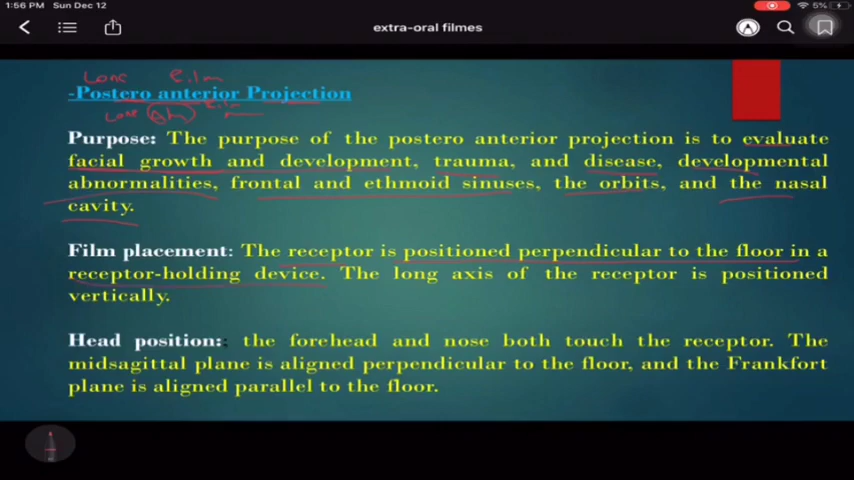 1:56 PM Sun Dec 12
5%
extra-oral filmes
-Postero anterior Projection
Purpose: The purpose of the postero anterior projection is to evaluate
facial growth and development, trauma, and disease, developmental
abnormalities, frontal and ethmoid sinuses, the orbits, and the nasal
cavity.
Film placement: The receptor is positioned perpendicular to the floor in a
receptor-holding device. The long axis of the receptor is positioned
vertically.
Head position:; the forehead and nose both touch the receptor. The
midsagittal plane is aligned perpendicular to the floor, and the Frankfort
plane is aligned parallel to the floor.